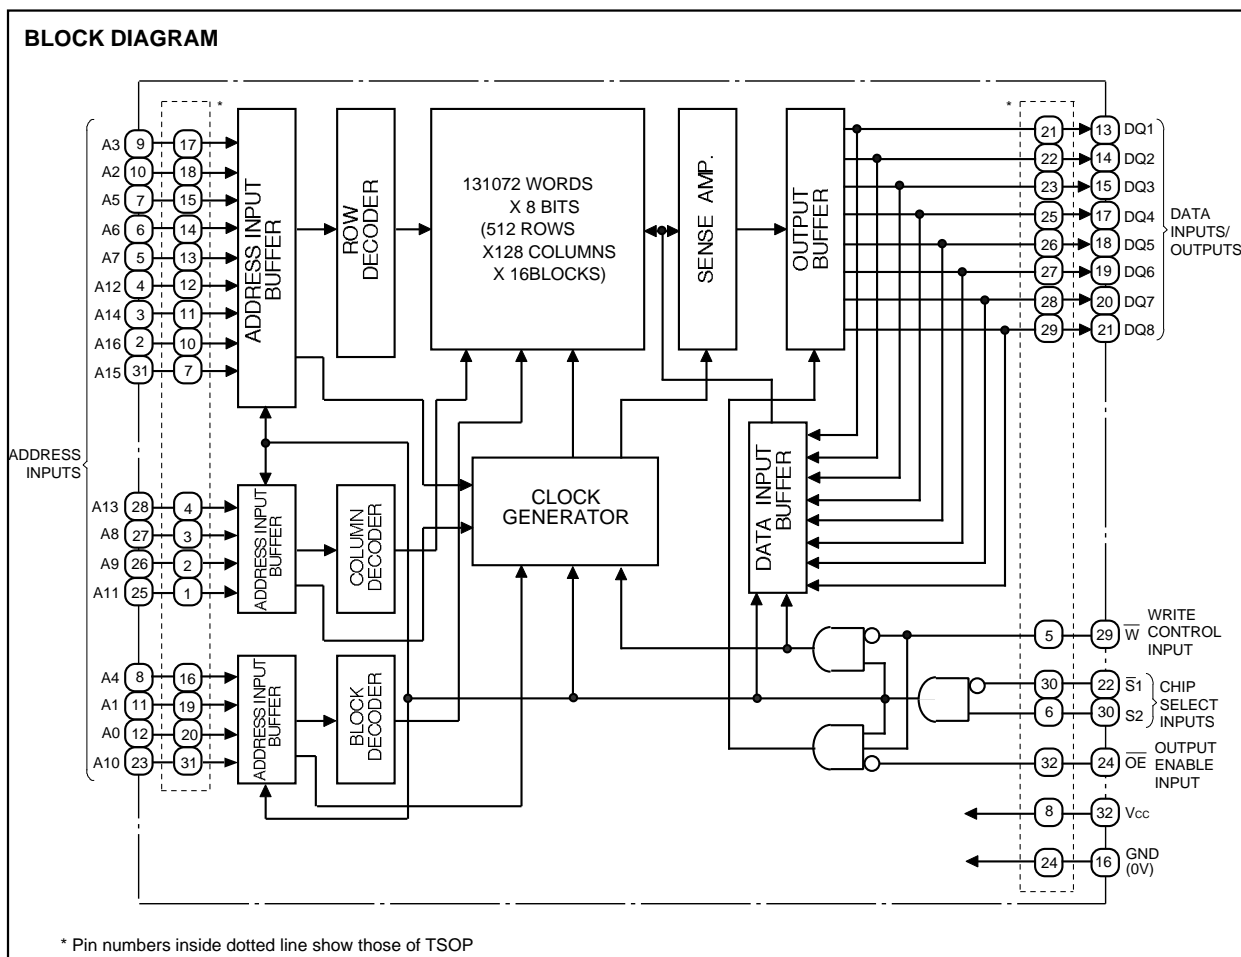 BLOCK DIAGRAM
* *
A3 9 17
A2 10 18
A5 7 15
A6 6 14
A7 5 13
A12 4 12
A14 3 11
A16 2 10
A15 31 7
ADDRESS
INPUTS
A13 28 4
A8 27 3
A9 26 2
A11 25 1
A4 8 16
A1 11 19
A0 12 20
A10 23 31
ADDRESS INPUT
BUFFER
ROW
DECODER
131072 WORDS
X 8 BITS
(512 ROWS
X128 COLUMNS
X 16BLOCKS)
SENSE AMP.
OUTPUT
BUFFER
ADDRESS INPUT
BUFFER
COLUMN
DECODER
CLOCK
GENERATOR
DATA INPUT
BUFFER
ADDRESS INPUT
BUFFER
BLOCK
DECODER
21 13 DQ1
22 14 DQ2
23 15 DQ3
25 17 DQ4
26 18 DQ5
27 19 DQ6
28 20 DQ7
29 21 DQ8
DATA
INPUTS/
OUTPUTS
5 29 W̅
WRITE
CONTROL
INPUT
30 22 S̅1
6 30 S2
CHIP
SELECT
INPUTS
32 24 O̅E̅
OUTPUT
ENABLE
INPUT
8 32 Vcc
24 16 GND
(0V)
* Pin numbers inside dotted line show those of TSOP